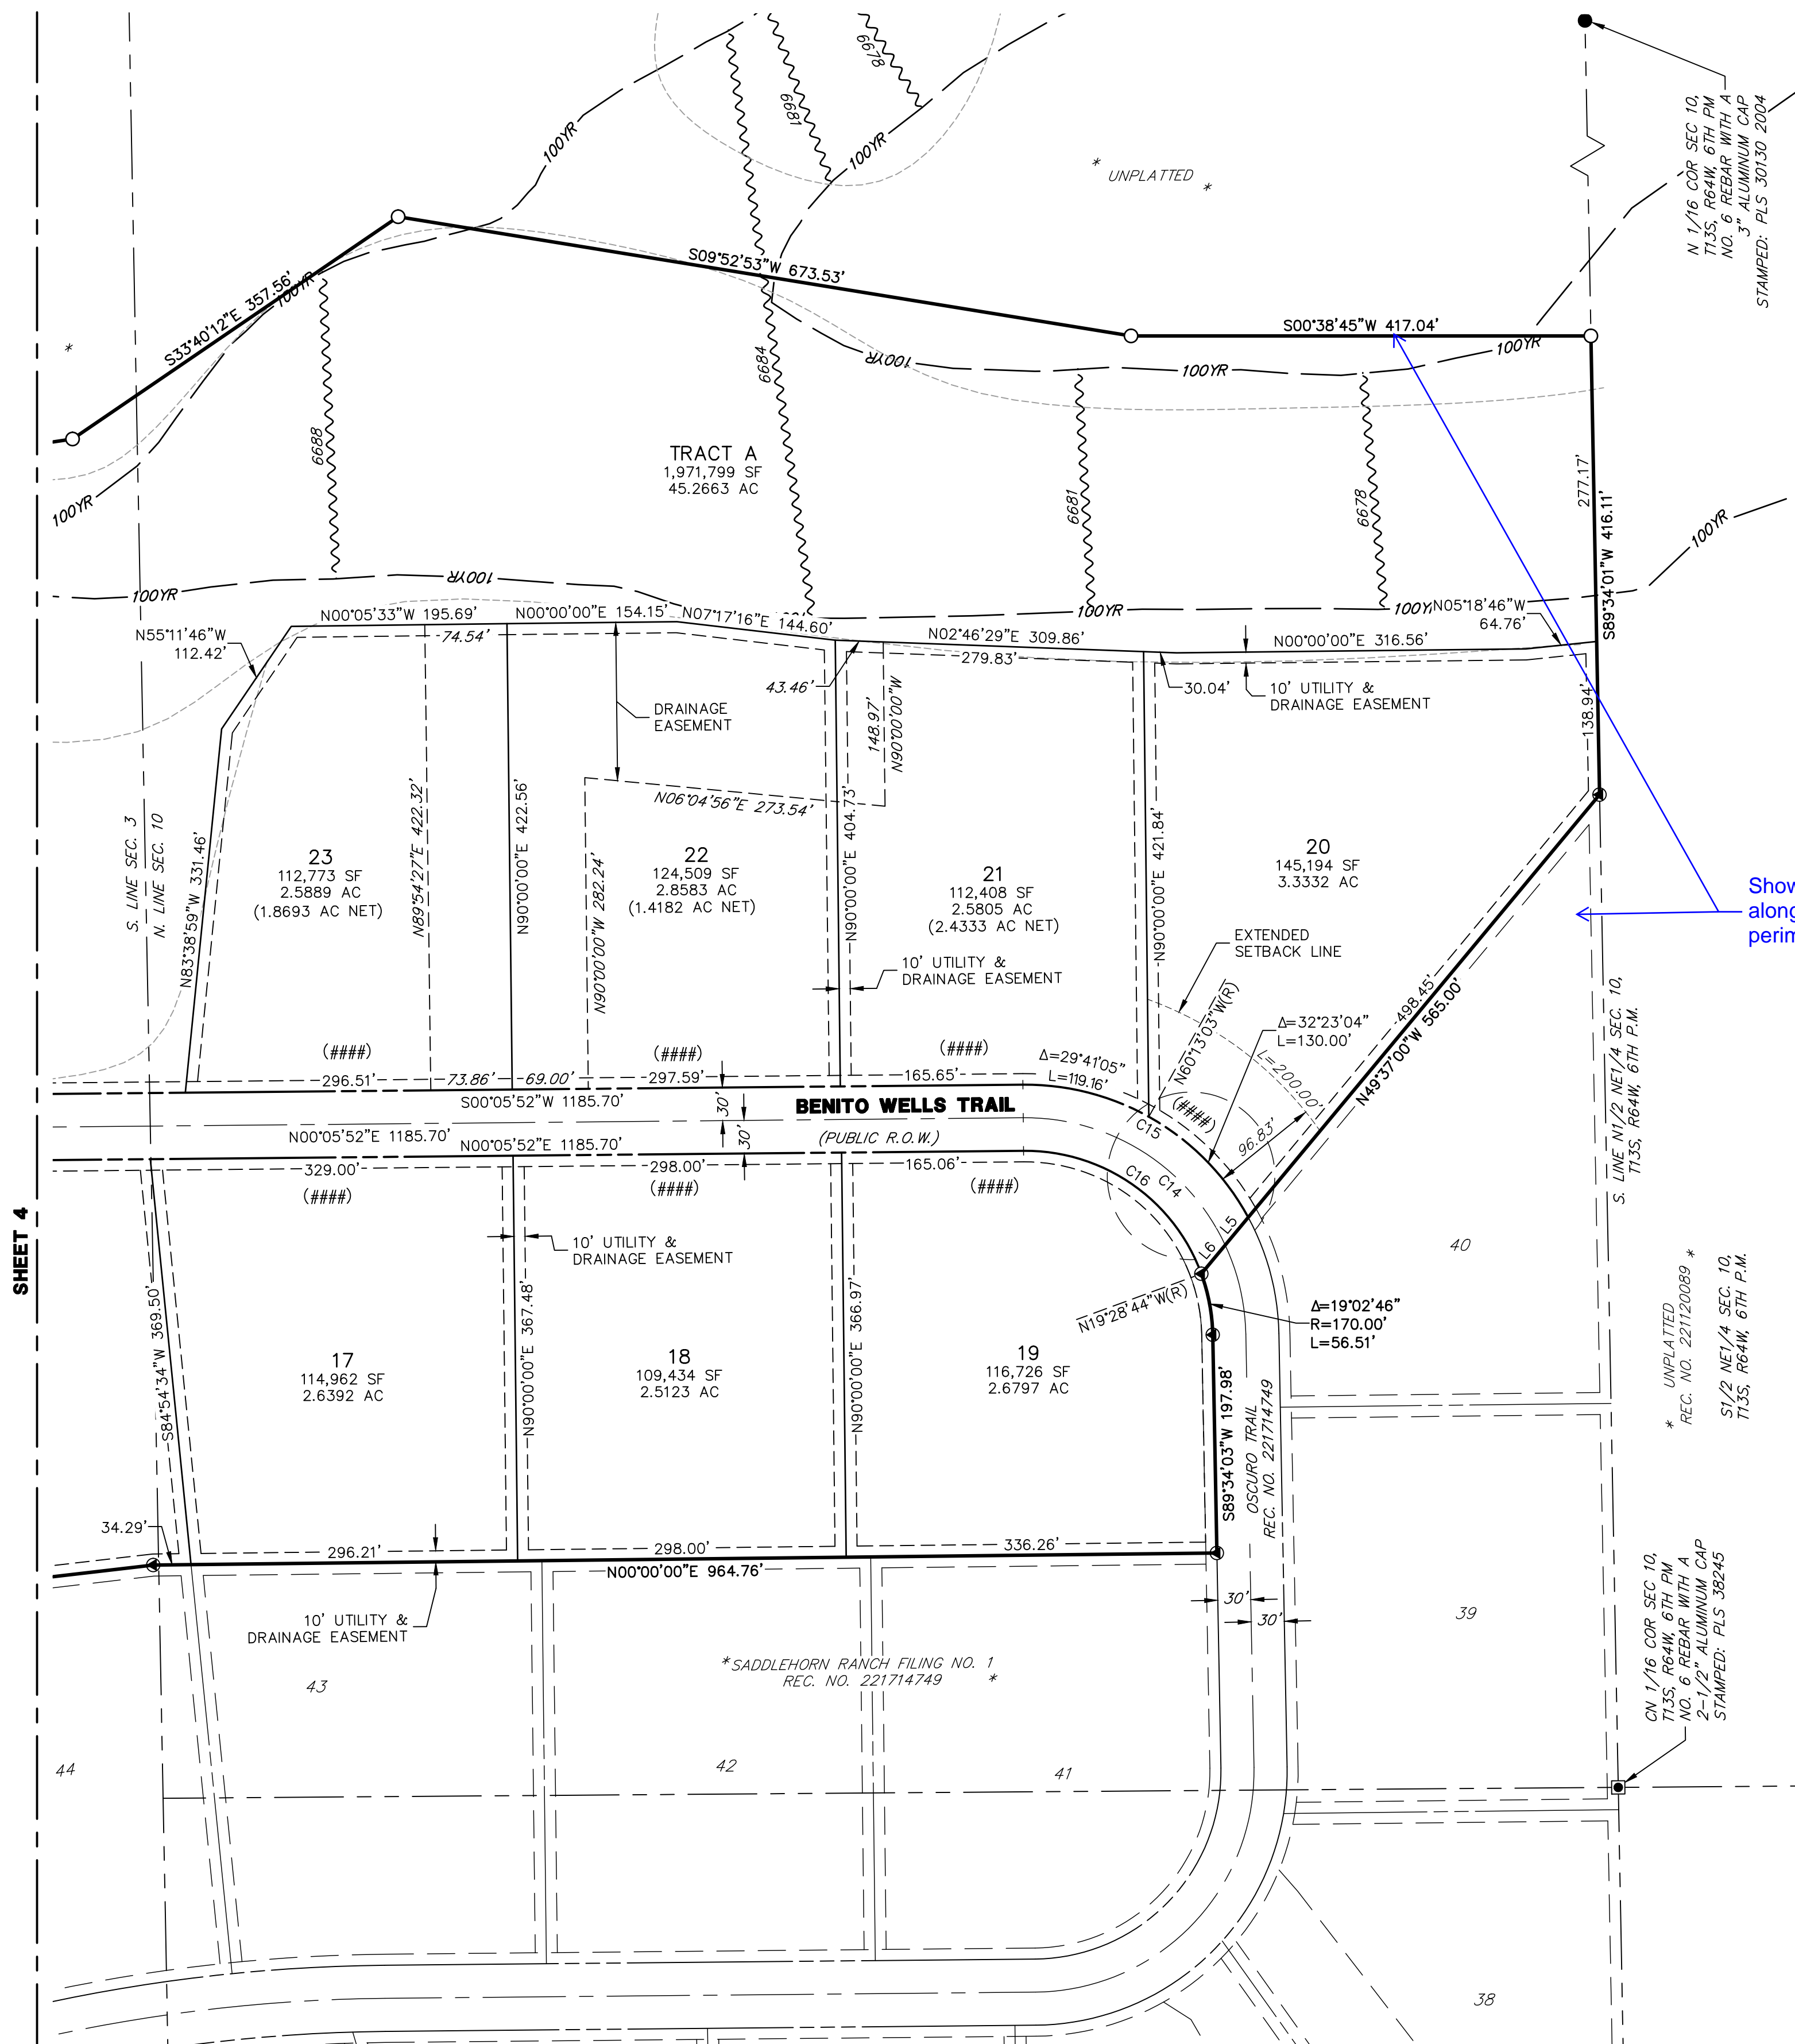 6678
6681
100YR
100YR
N 1/16 COR SEC 10,
T13S, R64W, 6TH PM
NO. 6 REBAR WITH A
3" ALUMINUM CAP
STAMPED: PLS 30130 2004
*
UNPLATTED
*
S09°52'53"W 673.53'
S33°40'12"E 357.56'
100YR
S00°38'45"W 417.04'
100YR
*
6688
6684
100YR
100YR
TRACT A
1,971,799 SF
45.2663 AC
6681
6678
277.17'
S89°34'01"W 416.11'
100YR
100YR
100YR
100YR
100YR
100YR
N05°18'46"W
64.76'
N55°11'46"W
112.42'
N00°05'33"W 195.69'
N00°00'00"E 154.15'
N07°17'16"E 144.60'
N02°46'29"E 309.86'
N00°00'00"E 316.56'
74.54'
279.83'
43.46'
30.04'
10' UTILITY &
DRAINAGE EASEMENT
DRAINAGE
EASEMENT
148.97'
N90°00'00"W
138.94'
N06°04'56"E 273.54'
S. LINE SEC. 3
N. LINE SEC. 10
N83°38'59"W 331.46'
23
112,773 SF
2.5889 AC
(1.8693 AC NET)
N89°54'27"E 422.32'
N90°00'00"E 422.56'
22
124,509 SF
2.8583 AC
(1.4182 AC NET)
N90°00'00"W 282.24'
N90°00'00"E 404.73'
21
112,408 SF
2.5805 AC
(2.4333 AC NET)
N90°00'00"E 421.84'
20
145,194 SF
3.3332 AC
Show
along
perim
EXTENDED
SETBACK LINE
10' UTILITY &
DRAINAGE EASEMENT
N60°13'03"W(R)
Δ=32°23'04"
L=130.00'
L=200.00'
498.45'
N49°37'00"W 565.00'
S. LINE N1/2 NE1/4 SEC. 10,
T13S, R64W, 6TH P.M.
(####)
(####)
(####)
Δ=29°41'05"
L=119.16'
(####)
296.51'
73.86'
69.00'
297.59'
165.65'
S00°05'52"W 1185.70'
30'
BENITO WELLS TRAIL
C15
96.83'
N00°05'52"E 1185.70'
N00°05'52"E 1185.70'
30'
(PUBLIC R.O.W.)
329.00'
298.00'
165.06'
(####)
(####)
(####)
C16
C14
L5
L6
40
SHEET 4
10' UTILITY &
DRAINAGE EASEMENT
N19°28'44"W(R)
Δ=19°02'46"
R=170.00'
L=56.51'
* UNPLATTED
REC. NO. 221120089 *
S1/2 NE1/4 SEC. 10,
T13S, R64W, 6TH P.M.
S84°54'34"W 369.50'
17
114,962 SF
2.6392 AC
N90°00'00"E 367.48'
18
109,434 SF
2.5123 AC
N90°00'00"E 366.97'
19
116,726 SF
2.6797 AC
S89°34'03"W 197.98'
OSCURO TRAIL
REC. NO. 221714749
34.29'
296.21'
298.00'
336.26'
N00°00'00"E 964.76'
10' UTILITY &
DRAINAGE EASEMENT
30'
30'
39
CN 1/16 COR SEC 10,
T13S, R64W, 6TH PM
NO. 6 REBAR WITH A
2-1/2" ALUMINUM CAP
STAMPED: PLS 38245
*SADDLEHORN RANCH FILING NO. 1
REC. NO. 221714749 *
43
44
42
41
38